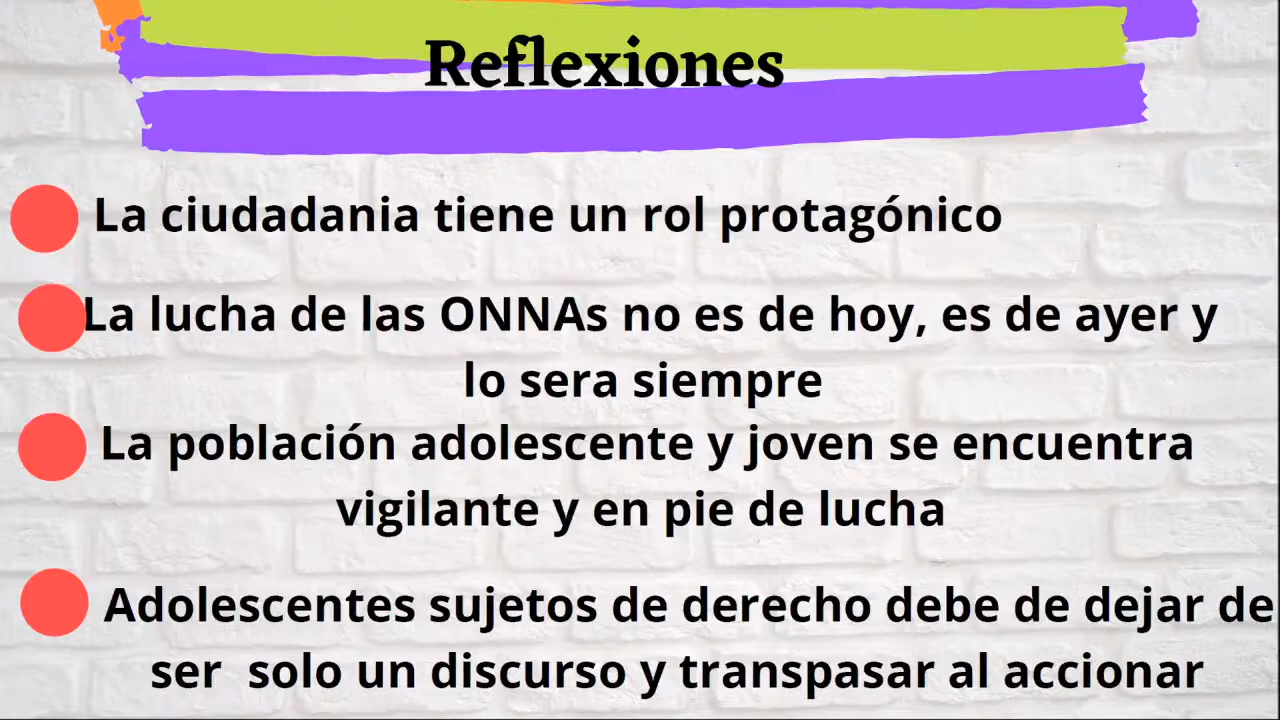 Reflexiones
La ciudadania tiene un rol protagónico
La lucha de las ONNAs no es de hoy, es de ayer y
lo sera siempre
La población adolescente y joven se encuentra
vigilante y en pie de lucha
Adolescentes sujetos de derecho debe de dejar de
ser solo un discurso y transpasar al accionar